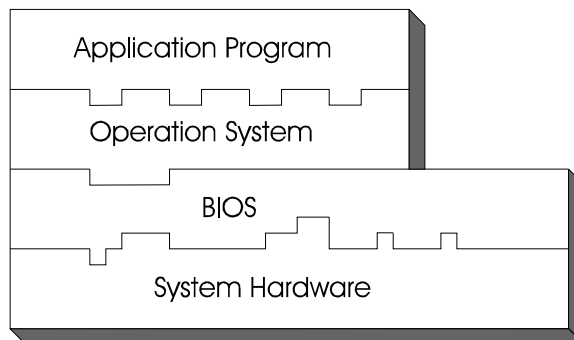 Application Program
Operation System
BIOS
System Hardware